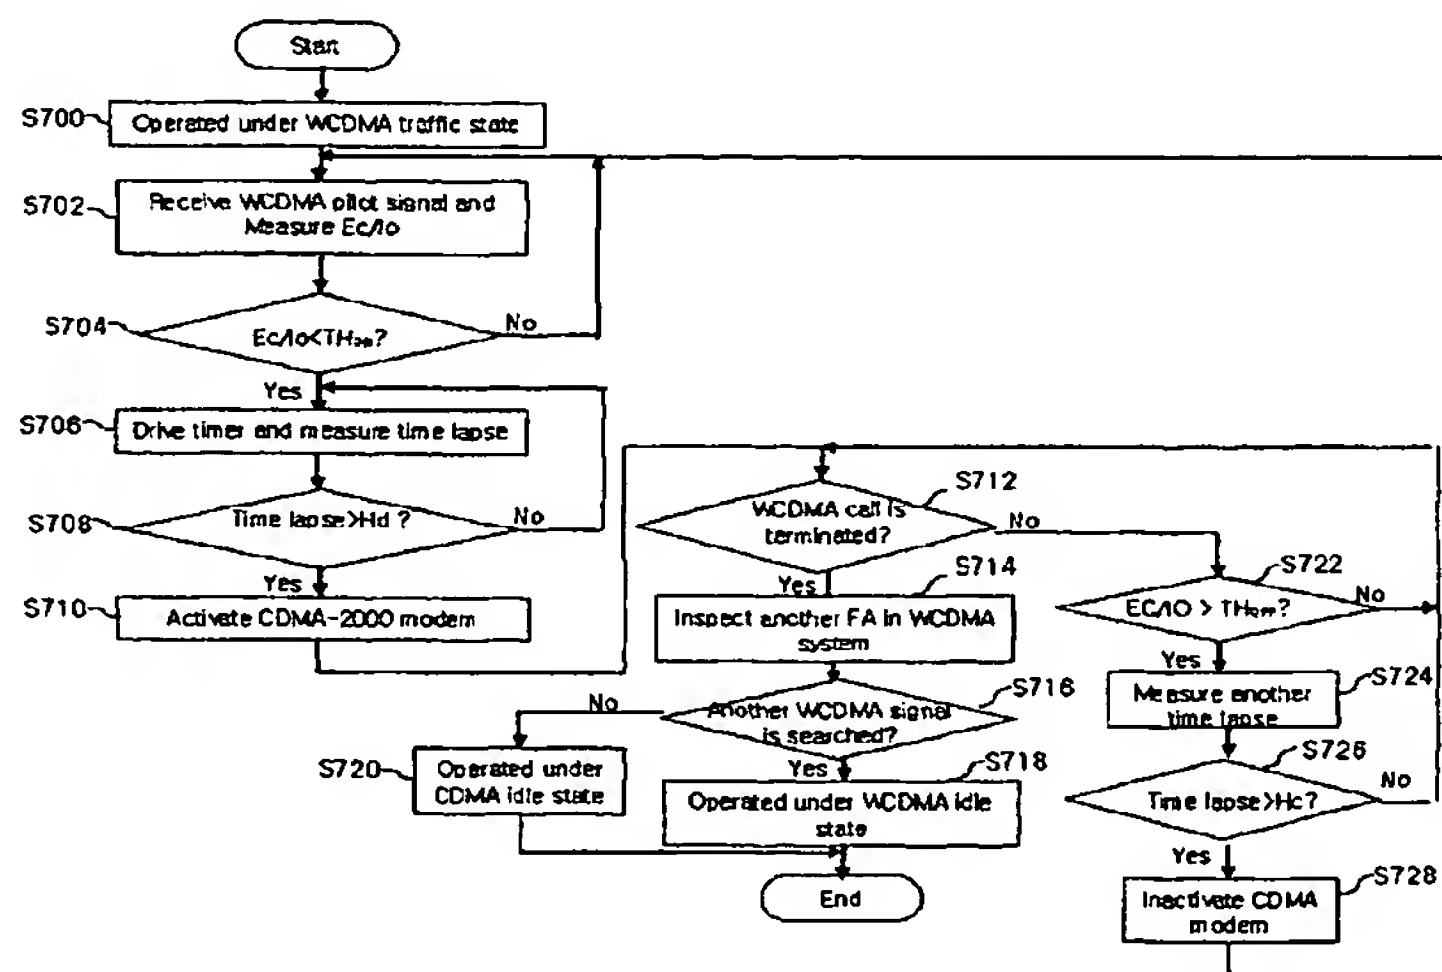 Start
S700
Operated under WCDMA traffic state
S702
Receive WCDMA pilot signal and
Measure Ec/Io
S704
No
Yes
S706
Drive timer and measure time lapse
S708
Time lapse>Hd ?
No
Yes
S710
Activate CDMA-2000 modem
S712
WCDMA call is
terminated?
No
Yes
S714
Inspect another FA in WCDMA
system
S716
Another WCDMA signal
is searched?
No
Yes
S718
Operated under WCDMA idle
state
S720
Operated under
CDMA idle state
End
S722
EC/IO > THOFF?
No
Yes
S724
Measure another
time lapse
S726
Time lapse>Hc?
No
Yes
S728
Inactivate CDMA
modem